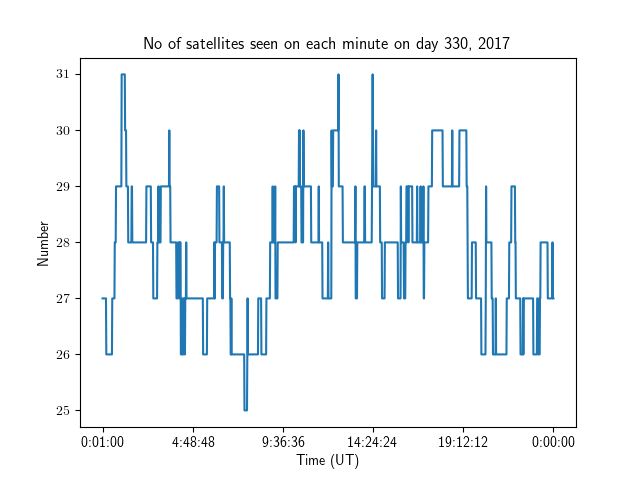 No of satellites seen on each minute on day 330, 2017
31
30
29
28
27
26
25
Number
0:01:00 4:48:48 9:36:36 14:24:24 19:12:12 0:00:00
Time (UT)